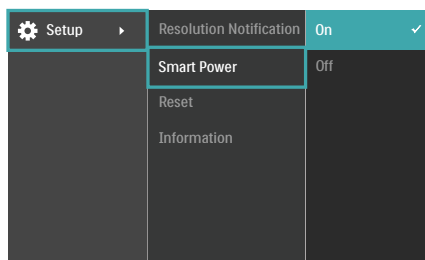 Setup
Resolution Notification
Smart Power
Reset
Information
On
Off